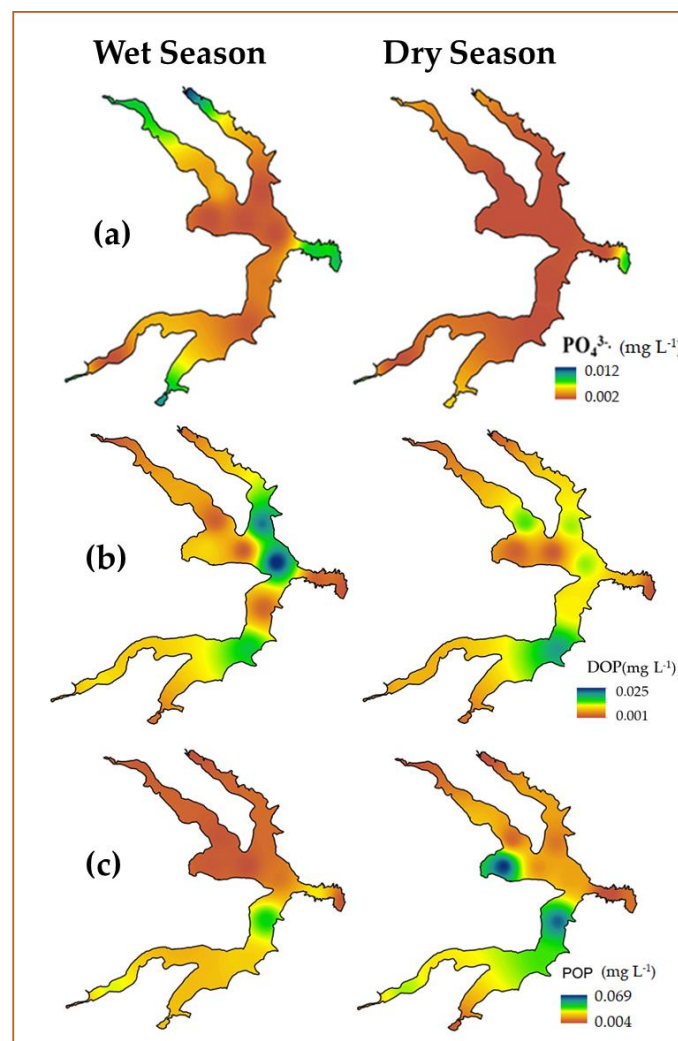 Wet Season Dry Season
(a)
PO₄³⁻· (mg L⁻¹)
0.012
0.002
(b)
DOP(mg L⁻¹)
0.025
0.001
(c)
POP (mg L⁻¹)
0.069
0.004